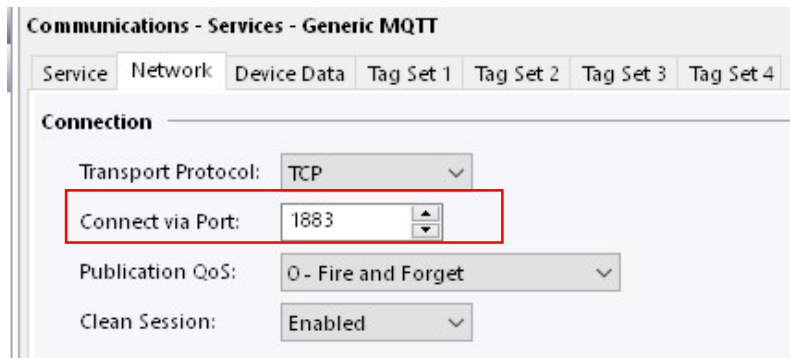 Communications - Services - Generic MQTT
Service Network Device Data Tag Set 1 Tag Set 2 Tag Set 3 Tag Set 4
Connection
Transport Protocol: TCP
Connect via Port: 1883
Publication QoS: 0 - Fire and Forget
Clean Session: Enabled